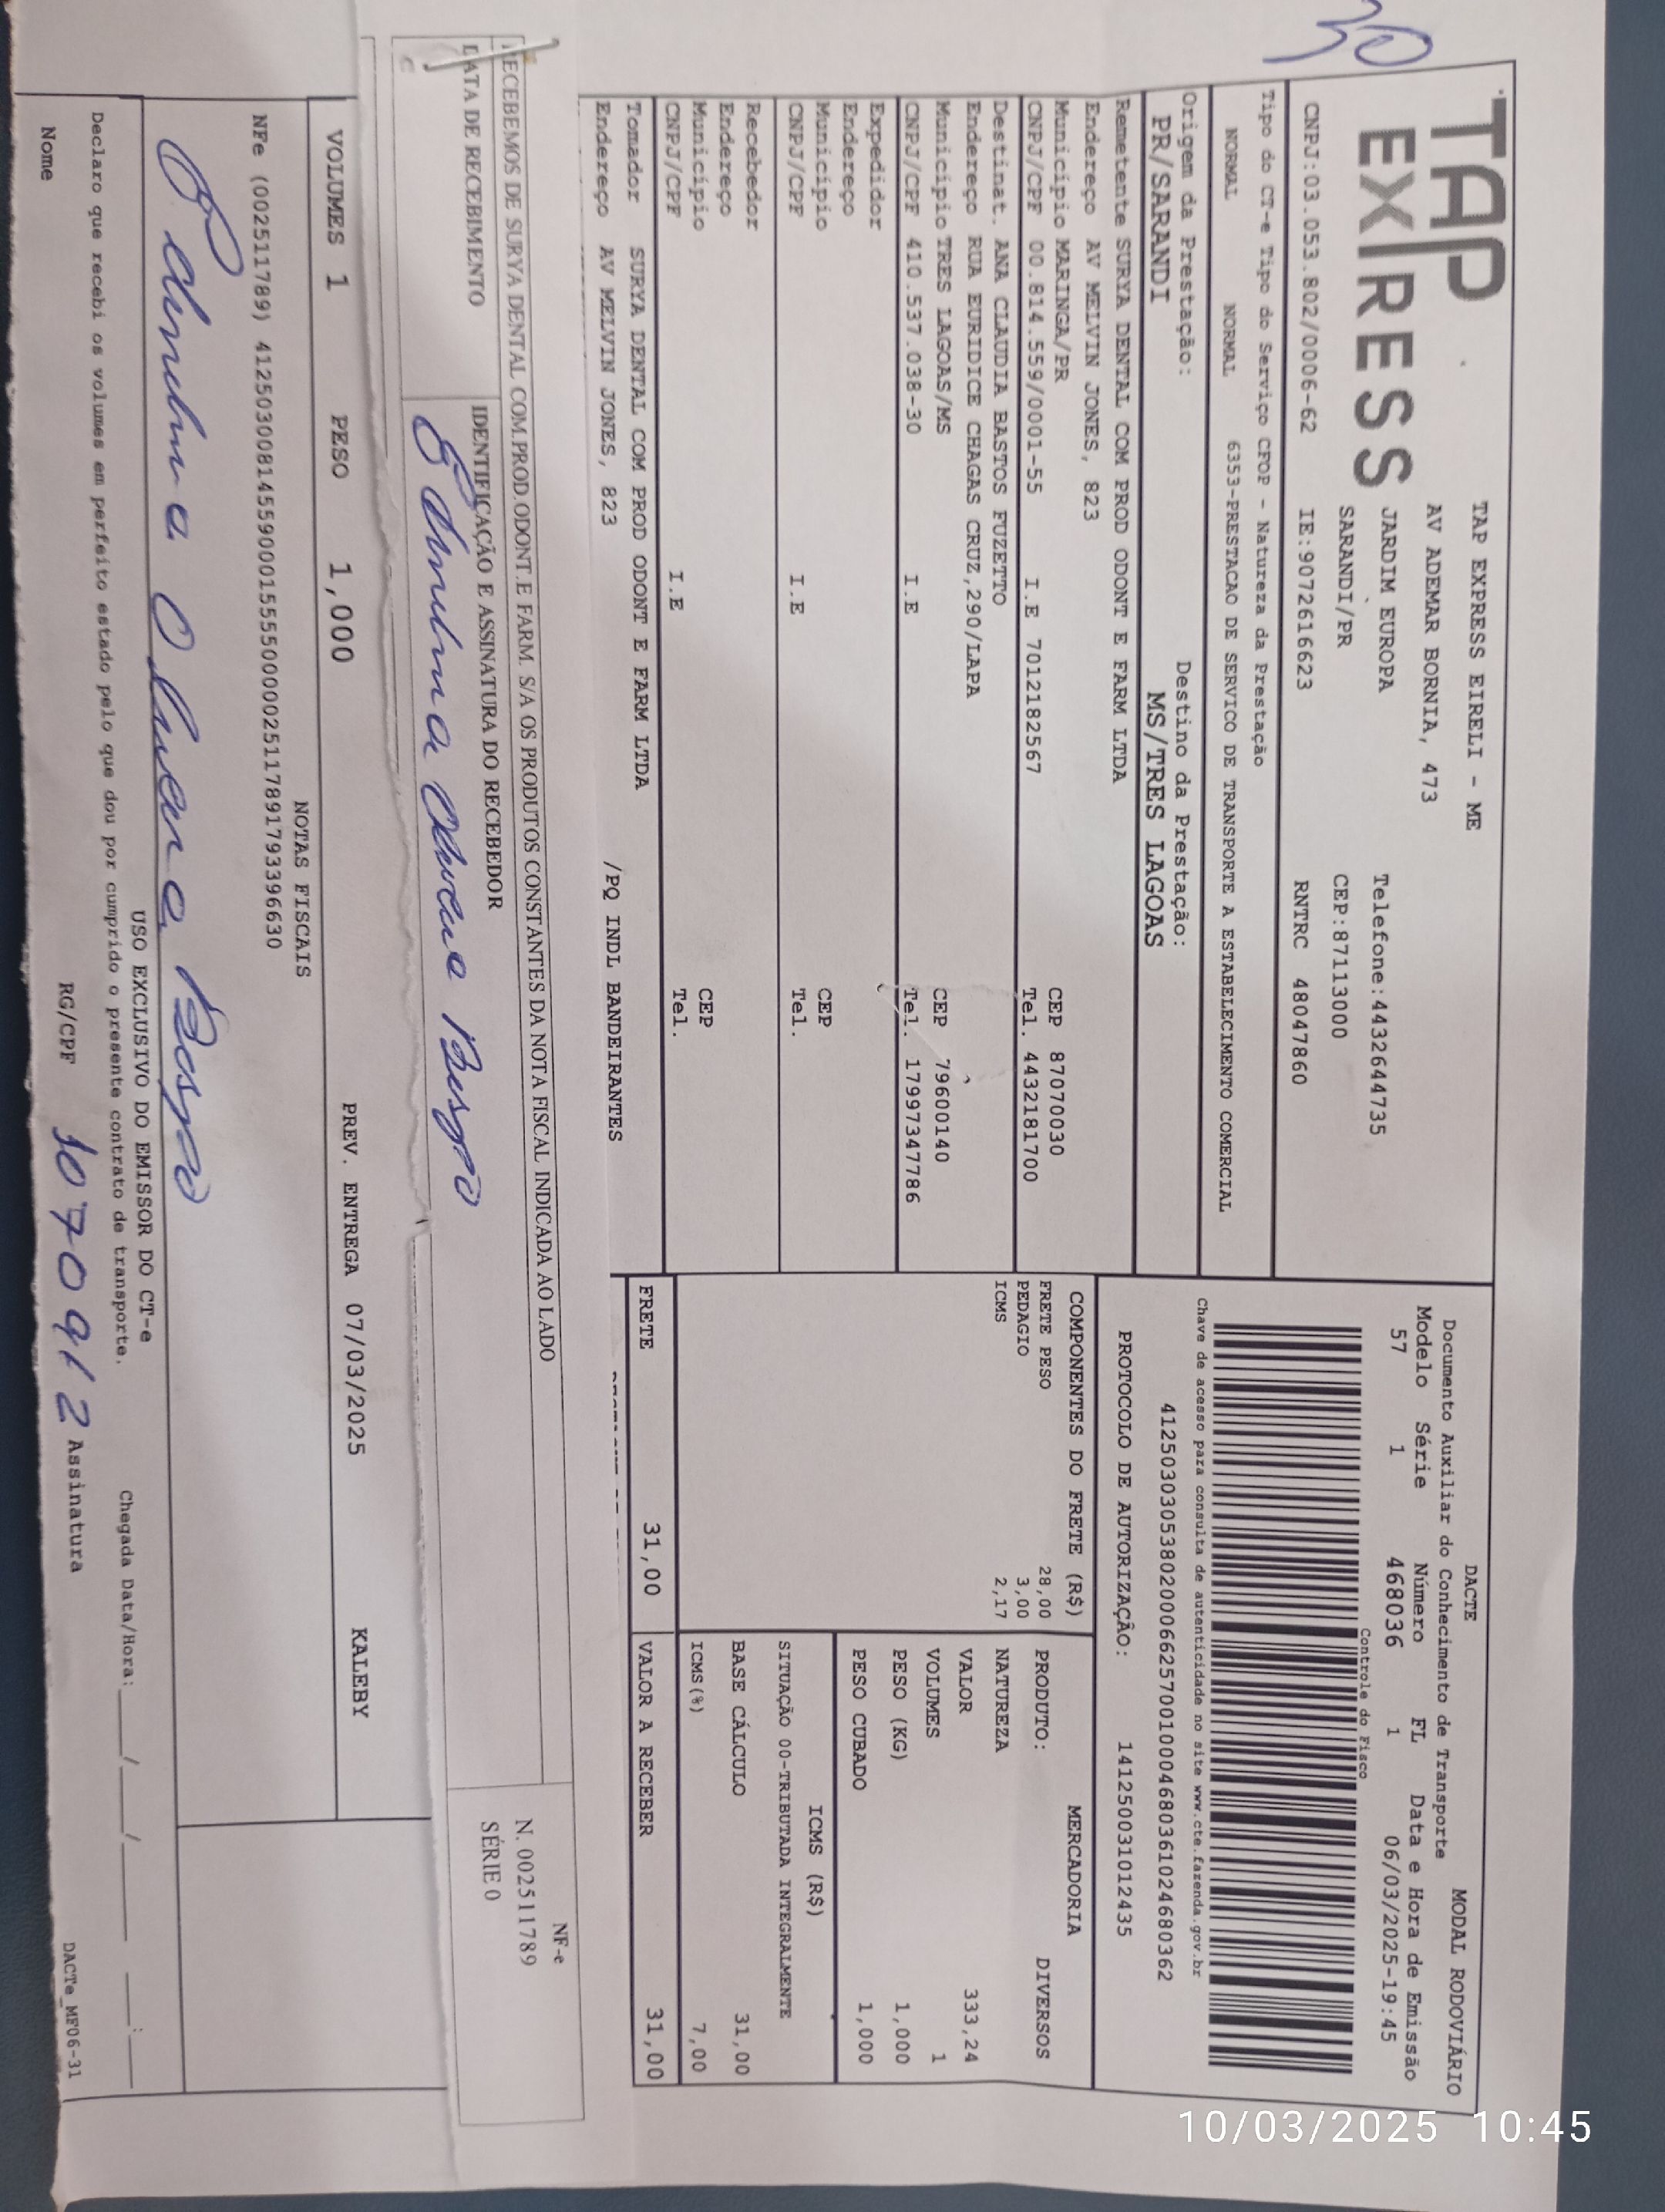 30
TAP
EXPRESS
TAP EXPRESS EIRELI - ME
AV ADEMAR BORNIA, 473
JARDIM EUROPA Telefone:4432644735
SARANDI/PR CEP:87113000
CNPJ:03.053.802/0006-62 IE:9072616623 RNTRC 48047860
DACTE MODAL RODOVIÁRIO
Documento Auxiliar do Conhecimento de Transporte
Modelo Série Número FL Data e Hora de Emissão
57 1 468036 1 06/03/2025-19:45
Controle do Fisco
Chave de acesso para consulta de autenticidade no site www.cte.fazenda.gov.br
41250303053802000662570010004680361024680362
PROTOCOLO DE AUTORIZAÇÃO: 141250031012435
Tipo do CT-e Tipo do Serviço CFOP - Natureza da Prestação
NORMAL NORMAL 6353-PRESTACAO DE SERVICO DE TRANSPORTE A ESTABELECIMENTO COMERCIAL
Origem da Prestação: Destino da Prestação:
PR/SARANDI MS/TRES LAGOAS
Remetente SURYA DENTAL COM PROD ODONT E FARM LTDA
Endereço AV MELVIN JONES, 823
Município MARINGA/PR CEP 87070030
CNPJ/CPF 00.814.559/0001-55 I.E 7012182567 Tel. 4432181700
Destinat. ANA CLAUDIA BASTOS FUZETTO
Endereço RUA EURIDICE CHAGAS CRUZ,290/LAPA
Município TRES LAGOAS/MS CEP 79600140
CNPJ/CPF 410.537.038-30 I.E Tel. 17997347786
Expedidor
Endereço
Município CEP
CNPJ/CPF I.E Tel.
Recebedor
Endereço
Município CEP
CNPJ/CPF I.E Tel.
Tomador SURYA DENTAL COM PROD ODONT E FARM LTDA
Endereço AV MELVIN JONES, 823 /PQ INDL BANDEIRANTES
COMPONENTES DO FRETE (R$)
FRETE PESO 28,00
PEDAGIO 3,00
ICMS 2,17
MERCADORIA
PRODUTO: DIVERSOS
NATUREZA
VALOR 333,24
VOLUMES 1
PESO (KG) 1,000
PESO CUBADO 1,000
ICMS (R$)
SITUAÇÃO 00-TRIBUTADA INTEGRALMENTE
BASE CÁLCULO 31,00
ICMS(%) 7,00
FRETE 31,00 VALOR A RECEBER 31,00
RECEBEMOS DE SURYA DENTAL COM.PROD.ODONT.E FARM. S/A OS PRODUTOS CONSTANTES DA NOTA FISCAL INDICADA AO LADO
DATA DE RECEBIMENTO IDENTIFICAÇÃO E ASSINATURA DO RECEBEDOR
NF-e
N. 002511789
SÉRIE 0
VOLUMES 1 PESO 1,000 PREV. ENTREGA 07/03/2025 KALEBY
NOTAS FISCAIS
NFe (002511789) 41250300814559000155550000025117891793396630
USO EXCLUSIVO DO EMISSOR DO CT-e
Declaro que recebi os volumes em perfeito estado pelo que dou por cumprido o presente contrato de transporte. Chegada Data/Hora: __/__/____ __:__
Nome RG/CPF 1070912 Assinatura
DACTe_MF06-31
10/03/2025 10:45